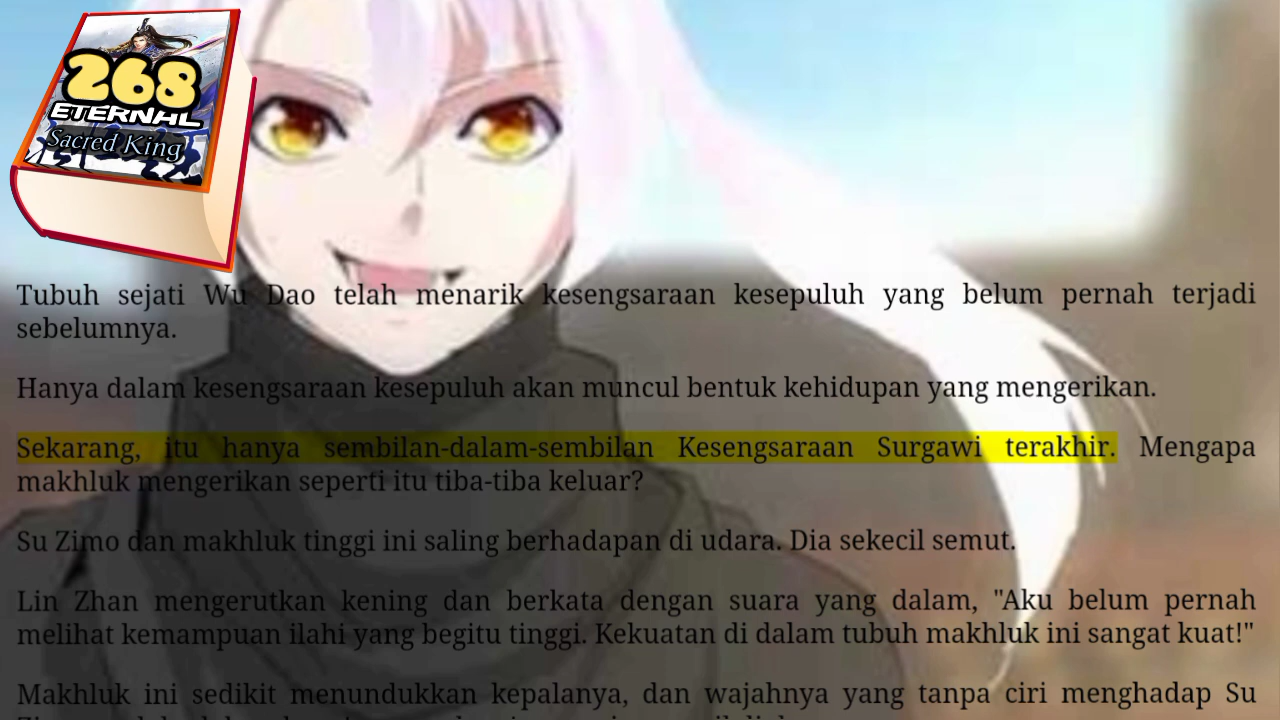 268
ETERNAL
Sacred King
Tubuh sejati Wu Dao telah menarik kesengsaraan kesepuluh yang belum pernah terjadi
sebelumnya.
Hanya dalam kesengsaraan kesepuluh akan muncul bentuk kehidupan yang mengerikan.
Sekarang, itu hanya sembilan-dalam-sembilan Kesengsaraan Surgawi terakhir. Mengapa
makhluk mengerikan seperti itu tiba-tiba keluar?
Su Zimo dan makhluk tinggi ini saling berhadapan di udara. Dia sekecil semut.
Lin Zhan mengerutkan kening dan berkata dengan suara yang dalam, "Aku belum pernah
melihat kemampuan ilahi yang begitu tinggi. Kekuatan di dalam tubuh makhluk ini sangat kuat!"
Makhluk ini sedikit menundukkan kepalanya, dan wajahnya yang tanpa ciri menghadap Su